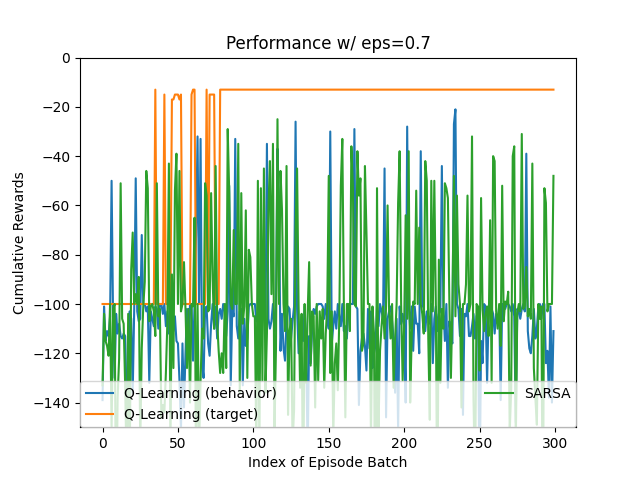 Performance w/ eps=0.7
Cumulative Rewards
0
−20
−40
−60
−80
−100
−120
−140
Q-Learning (behavior)
Q-Learning (target)
SARSA
0
50
100
150
200
250
300
Index of Episode Batch